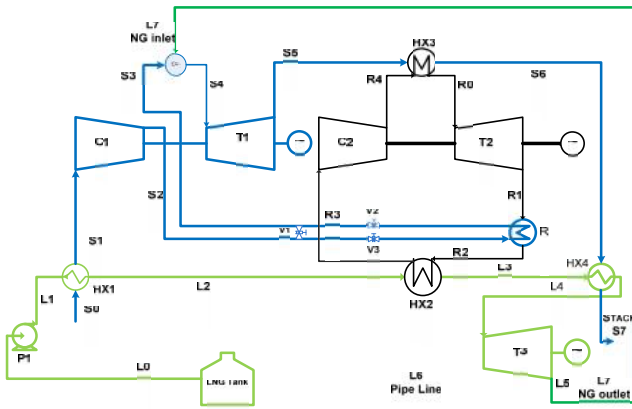 L7
NG inlet
S5
HX3
S3
S4
R4
R0
S6
C1
T1
C2
T2
S2
R1
V1
R3
V2
R
S1
V3
R2
L1
HX1
L2
HX2
L3
HX4
L4
S0
STACK
S7
P1
T3
L0
LNG Tank
L6
Pipe Line
L5
L7
NG outlet